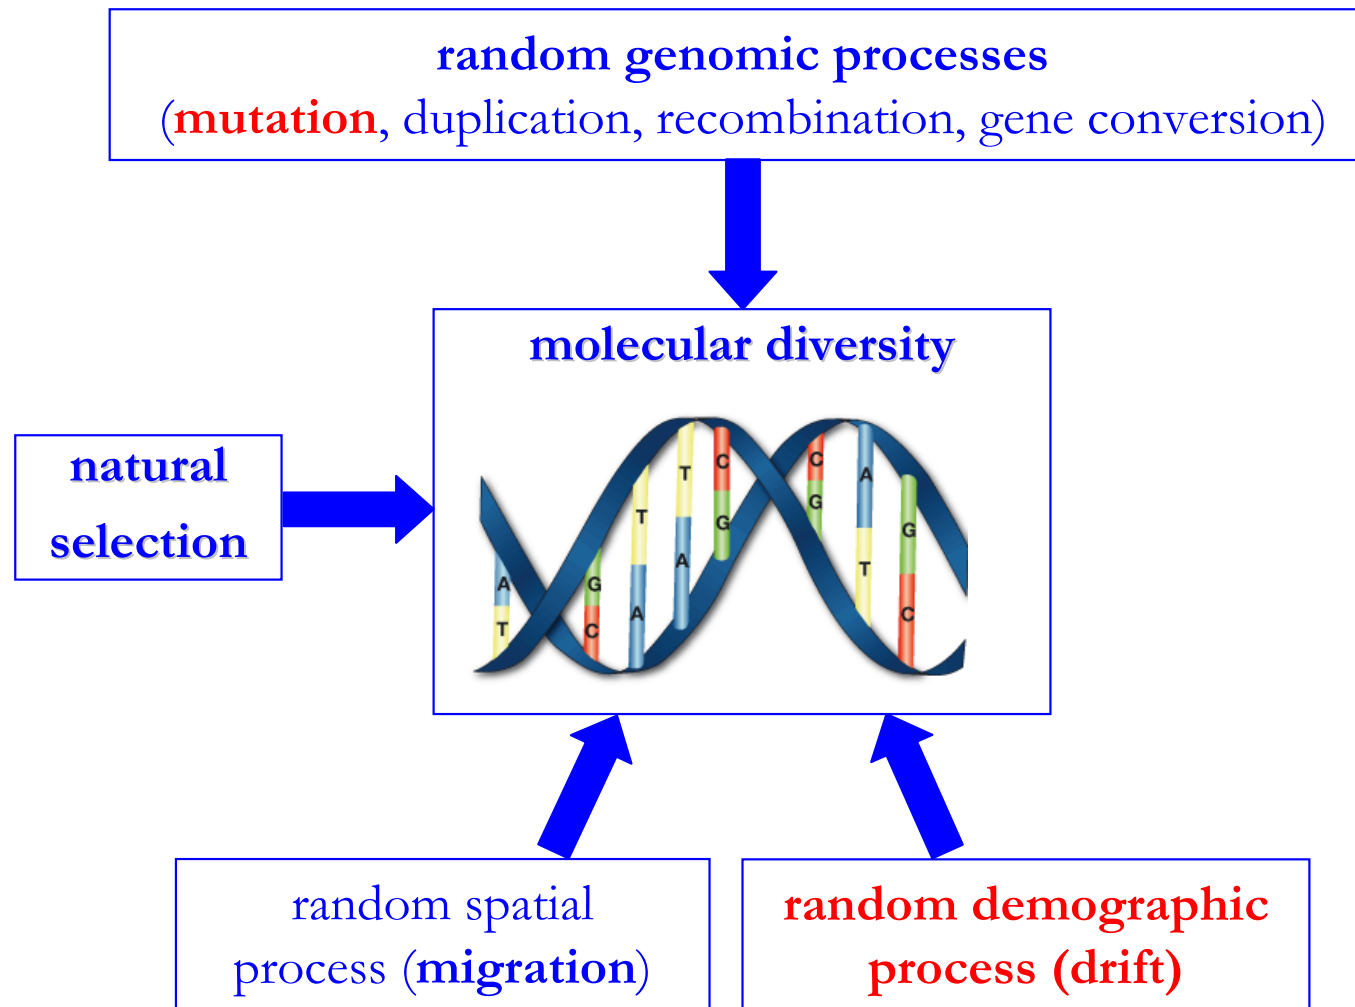 random genomic processes
(mutation, duplication, recombination, gene conversion)
molecular diversity
natural
selection
A
T
G
C
T
A
T
A
C
G
C
G
A
T
G
C
random spatial
process (migration)
random demographic
process (drift)